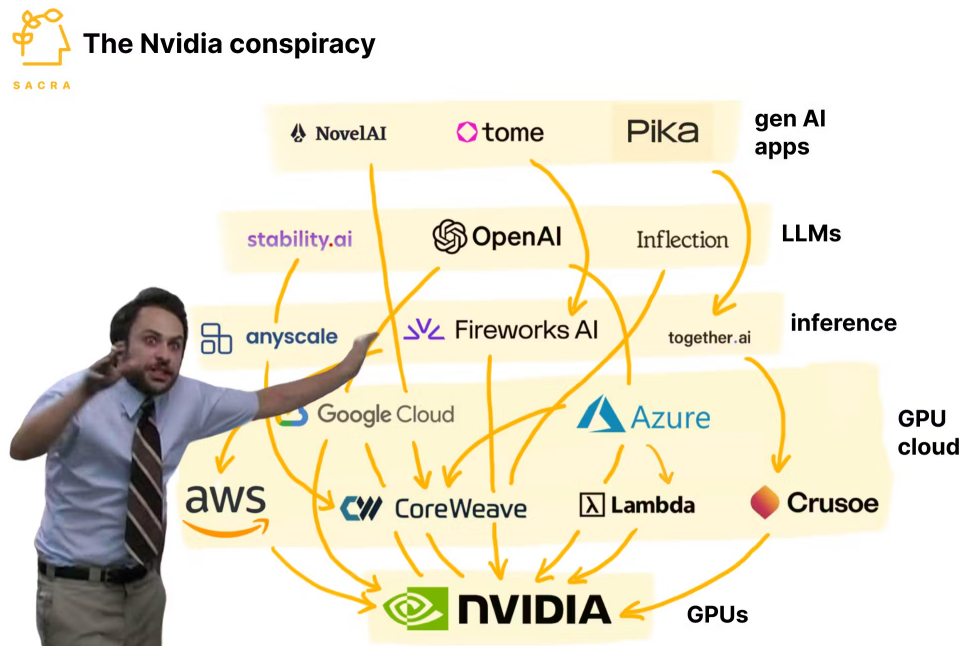 The Nvidia conspiracy
SACRA
NovelAI
tome
Pika
gen AI
apps
stability.ai
OpenAI
Inflection
LLMs
anyscale
Fireworks AI
together.ai
inference
Google Cloud
Azure
GPU
cloud
aws
CoreWeave
λ Lambda
Crusoe
nVIDIA
GPUs